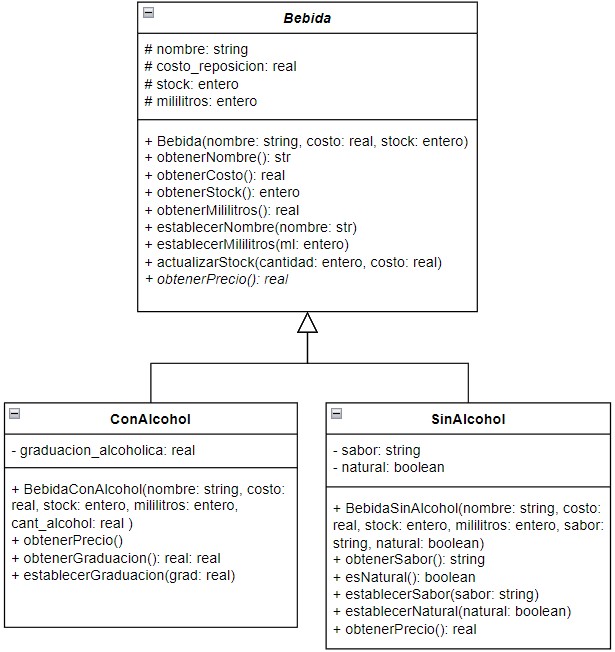 Bebida
# nombre: string
# costo_reposicion: real
# stock: entero
# mililitros: entero
+ Bebida(nombre: string, costo: real, stock: entero)
+ obtenerNombre(): str
+ obtenerCosto(): real
+ obtenerStock(): entero
+ obtenerMililitros(): real
+ establecerNombre(nombre: str)
+ establecerMililitros(ml: entero)
+ actualizarStock(cantidad: entero, costo: real)
+ obtenerPrecio(): real
ConAlcohol
- graduacion_alcoholica: real
+ BebidaConAlcohol(nombre: string, costo:
real, stock: entero, mililitros: entero,
cant_alcohol: real )
+ obtenerPrecio()
+ obtenerGraduacion(): real: real
+ establecerGraduacion(grad: real)
SinAlcohol
- sabor: string
- natural: boolean
+ BebidaSinAlcohol(nombre: string, costo:
real, stock: entero, mililitros: entero, sabor:
string, natural: boolean)
+ obtenerSabor(): string
+ esNatural(): boolean
+ establecerSabor(sabor: string)
+ establecerNatural(natural: boolean)
+ obtenerPrecio(): real